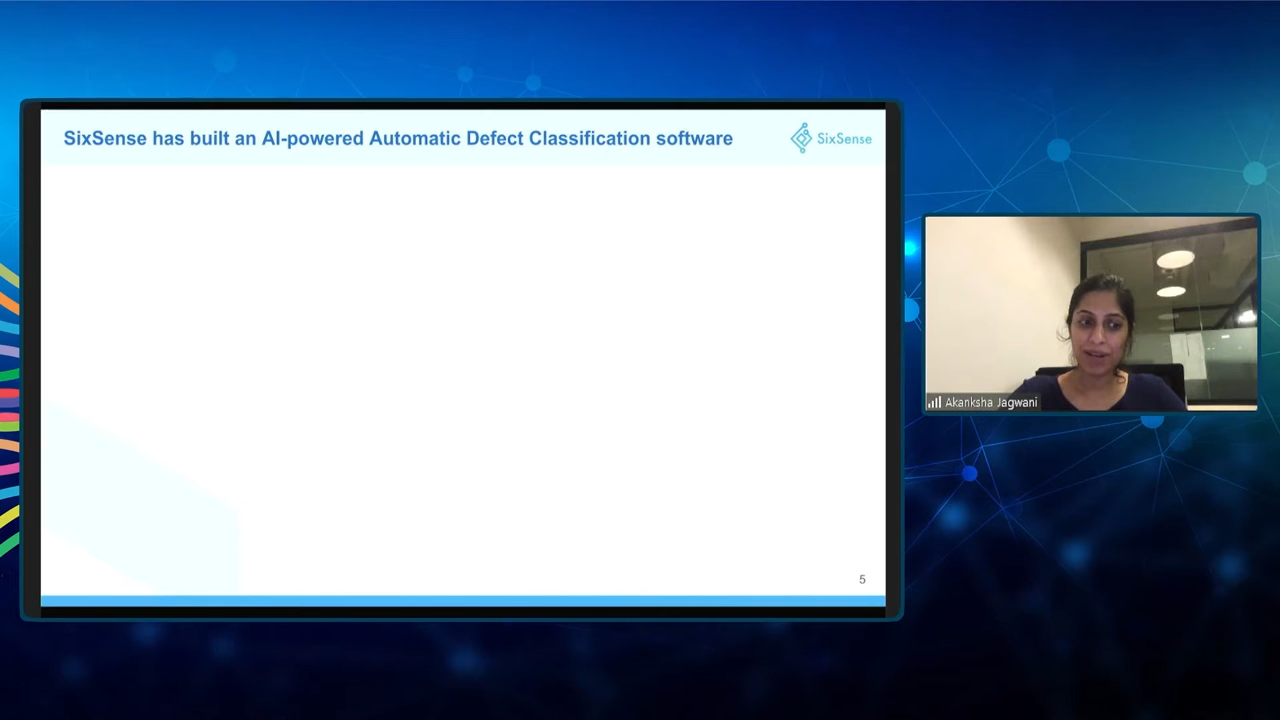 SixSense has built an AI-powered Automatic Defect Classification software
SixSense
5
Akanksha Jagwani